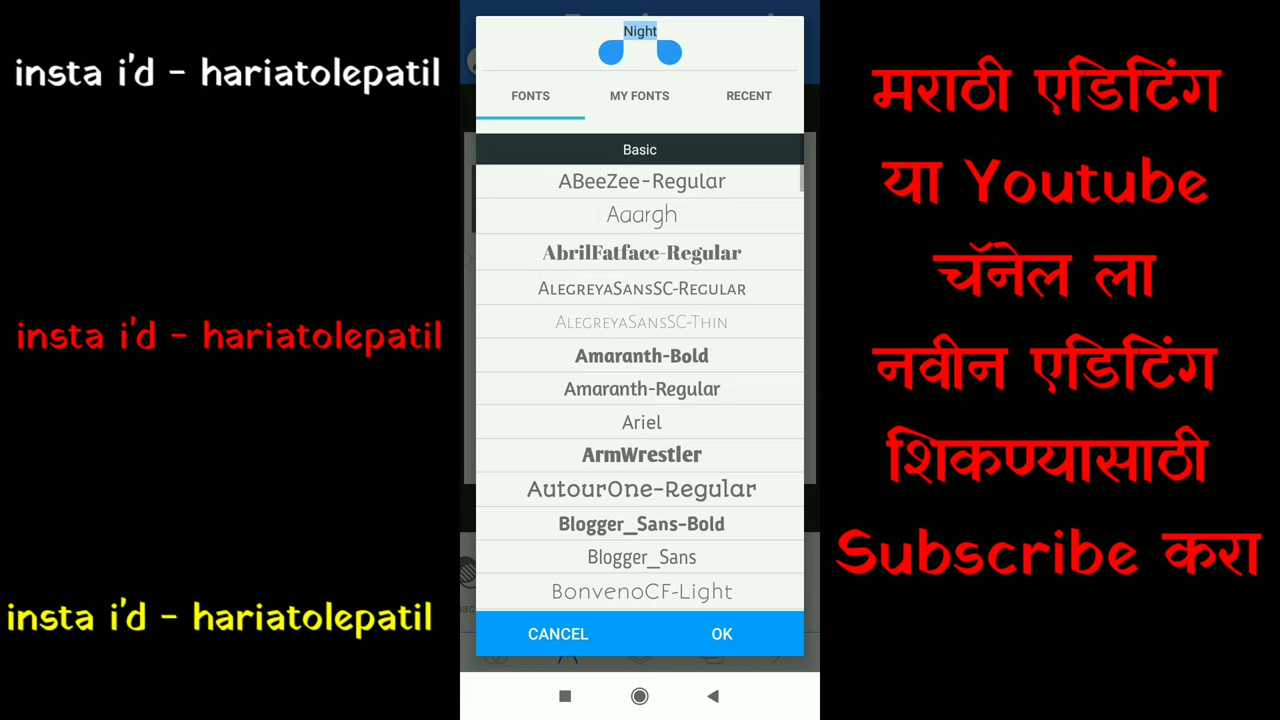 insta i'd - hariatolepatil
insta i'd - hariatolepatil
insta i'd - hariatolepatil
Night
FONTS
MY FONTS
RECENT
Basic
ABeeZee-Regular
Aaargh
AbrilFatface-Regular
AlegreyaSansSC-Regular
AlegreyaSansSC-Thin
Amaranth-Bold
Amaranth-Regular
Ariel
ArmWrestler
AutourOne-Regular
Blogger_Sans-Bold
Blogger_Sans
BonvenoCF-Light
CANCEL
OK
मराठी एडिटिंग
या Youtube
चॅनेल ला
नवीन एडिटिंग
शिकण्यासाठी
Subscribe करा